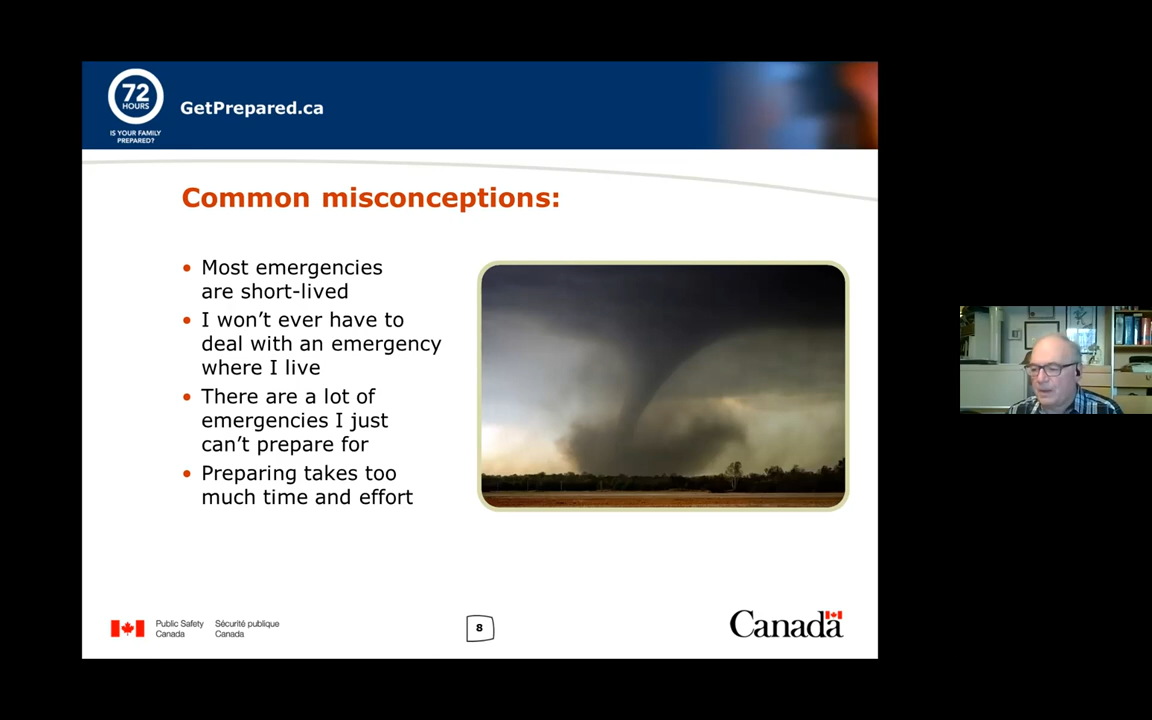 72
HOURS
IS YOUR FAMILY
PREPARED?
GetPrepared.ca
Common misconceptions:
• Most emergencies
are short-lived
• I won’t ever have to
deal with an emergency
where I live
• There are a lot of
emergencies I just
can’t prepare for
• Preparing takes too
much time and effort
Public Safety
Canada
Sécurité publique
Canada
8
Canada